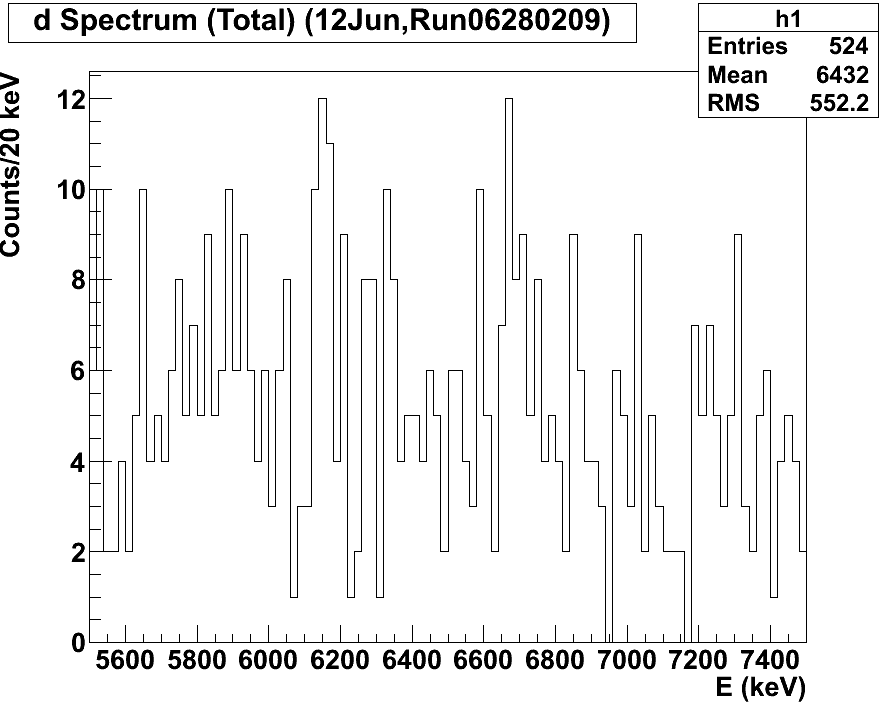 d Spectrum (Total) (12Jun,Run06280209)
h1
Entries 524
Mean 6432
RMS 552.2
Counts/20 keV
12
10
8
6
4
2
0
5600 5800 6000 6200 6400 6600 6800 7000 7200 7400
E (keV)